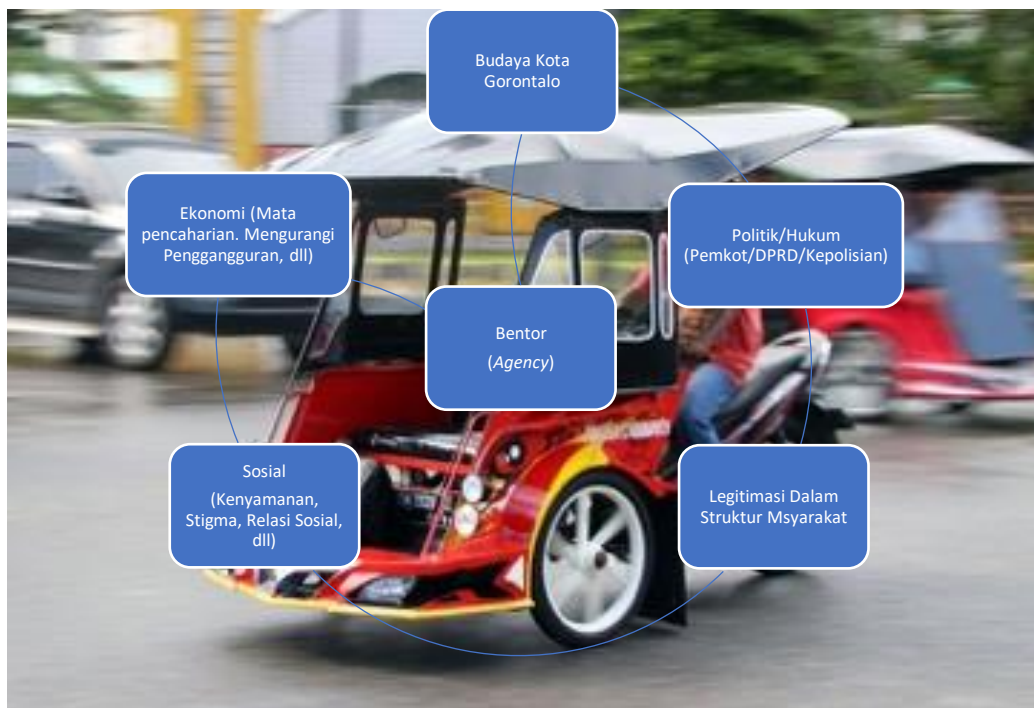 Budaya Kota
Gorontalo
Ekonomi (Mata
pencaharian. Mengurangi
Penggangguran, dll)
Politik/Hukum
(Pemkot/DPRD/Kepolisian)
Bentor
(Agency)
Sosial
(Kenyamanan,
Stigma, Relasi Sosial,
dll)
Legitimasi Dalam
Struktur Msyarakat